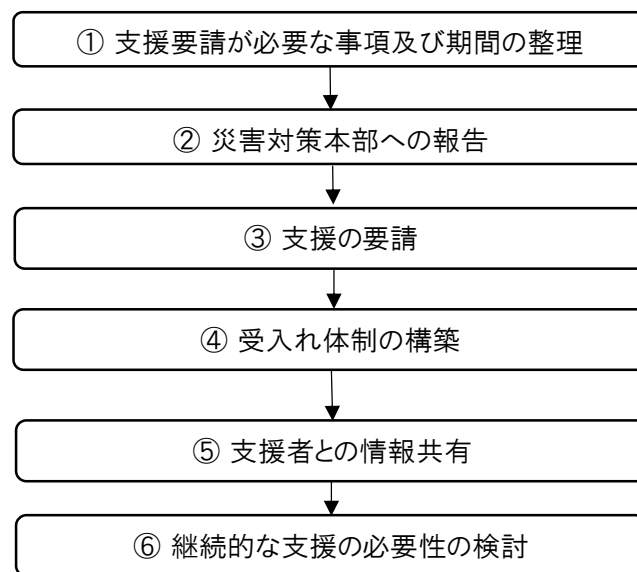 ① 支援要請が必要な事項及び期間の整理
② 災害対策本部への報告
③ 支援の要請
④ 受入れ体制の構築
⑤ 支援者との情報共有
⑥ 継続的な支援の必要性の検討